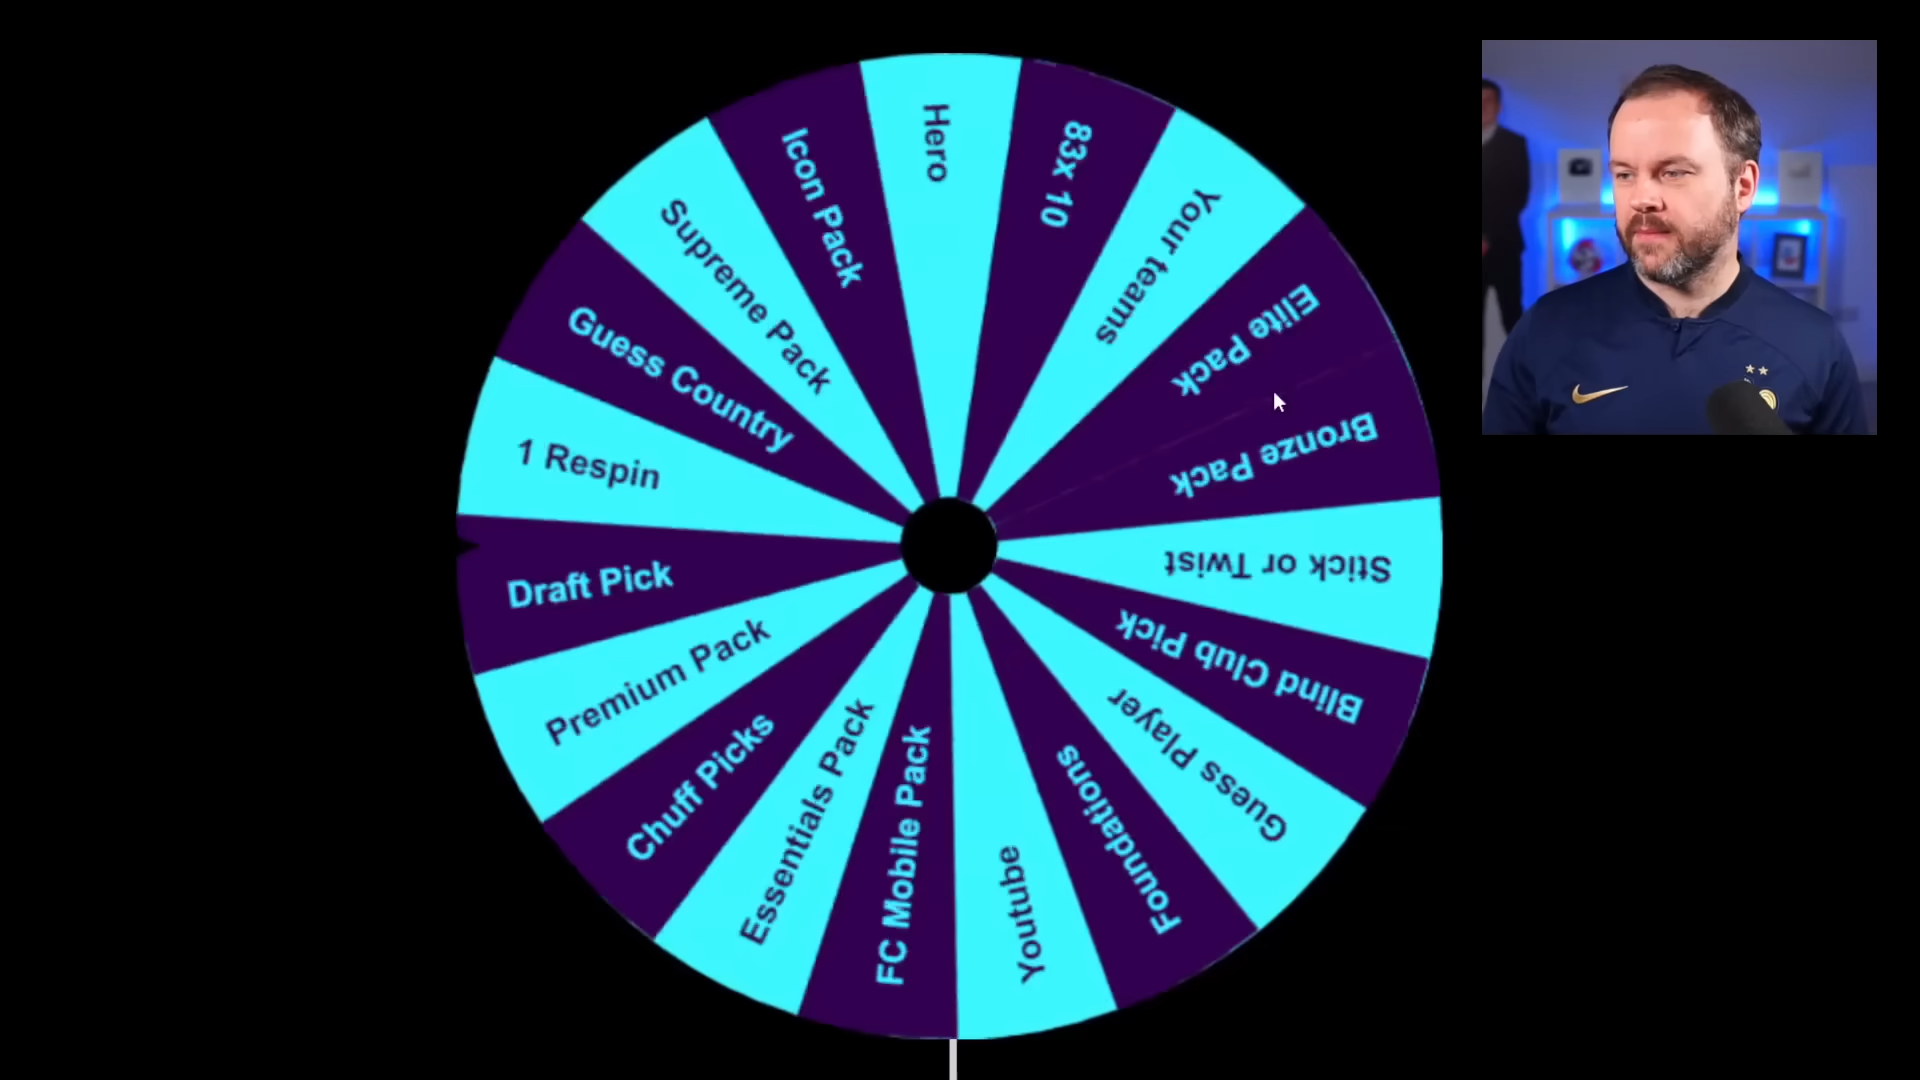 Hero
83x 10
Your teams
Elite Pack
Bronze Pack
Stick or Twist
Blind Club Pick
Guess Player
Foundations
Youtube
FC Mobile Pack
Essentials Pack
Chuff Picks
Premium Pack
Draft Pick
1 Respin
Guess Country
Supreme Pack
Icon Pack